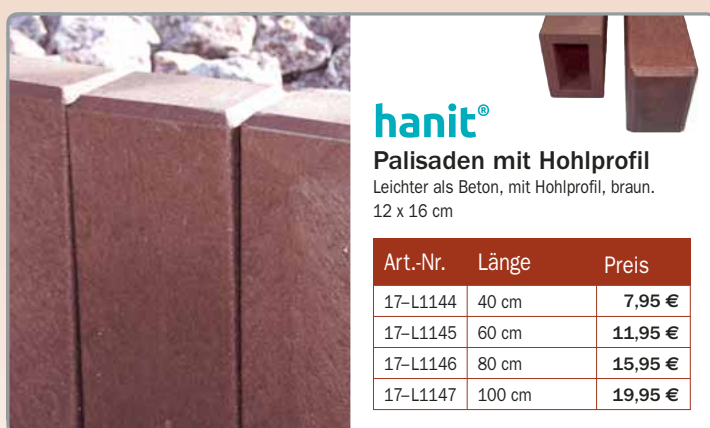 hanit®
Palisaden mit Hohlprofil
Leichter als Beton, mit Hohlprofil, braun.
12 x 16 cm
Art.-Nr. Länge Preis
17–L1144 40 cm 7,95 €
17–L1145 60 cm 11,95 €
17–L1146 80 cm 15,95 €
17–L1147 100 cm 19,95 €